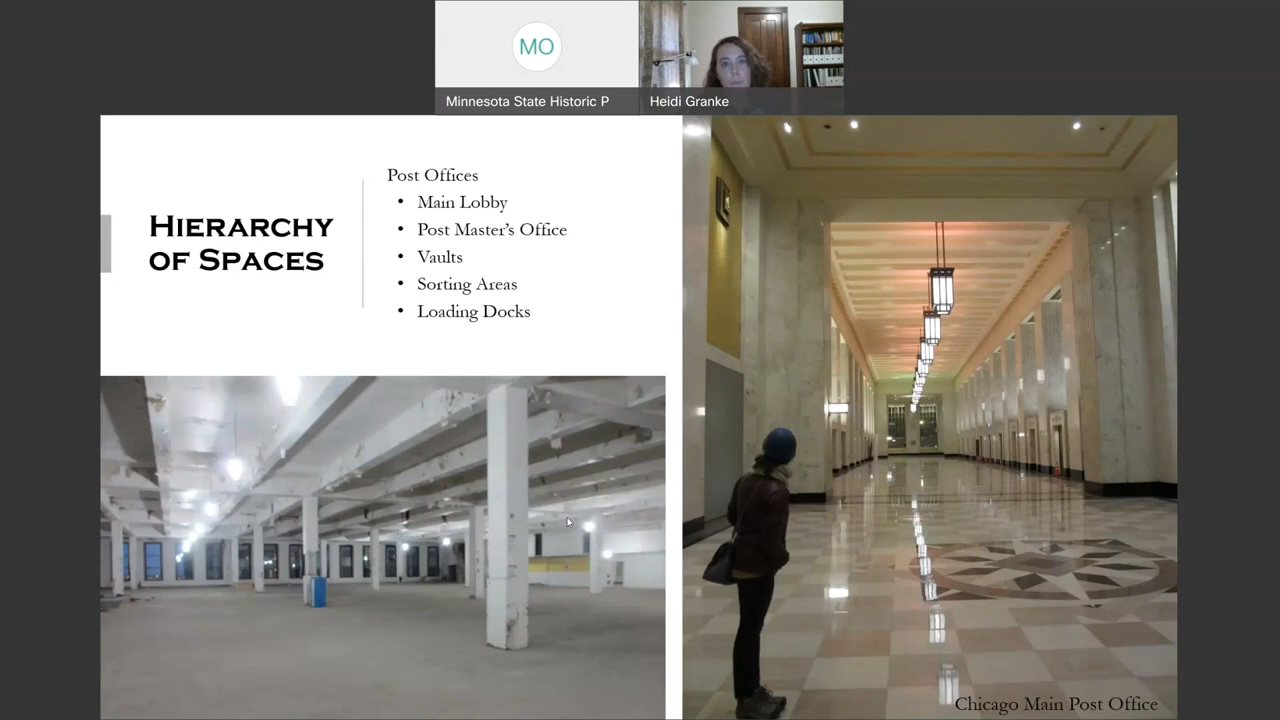 MO
Minnesota State Historic P
Heidi Granke
HIERARCHY
OF SPACES
Post Offices
• Main Lobby
• Post Master's Office
• Vaults
• Sorting Areas
• Loading Docks
Chicago Main Post Office